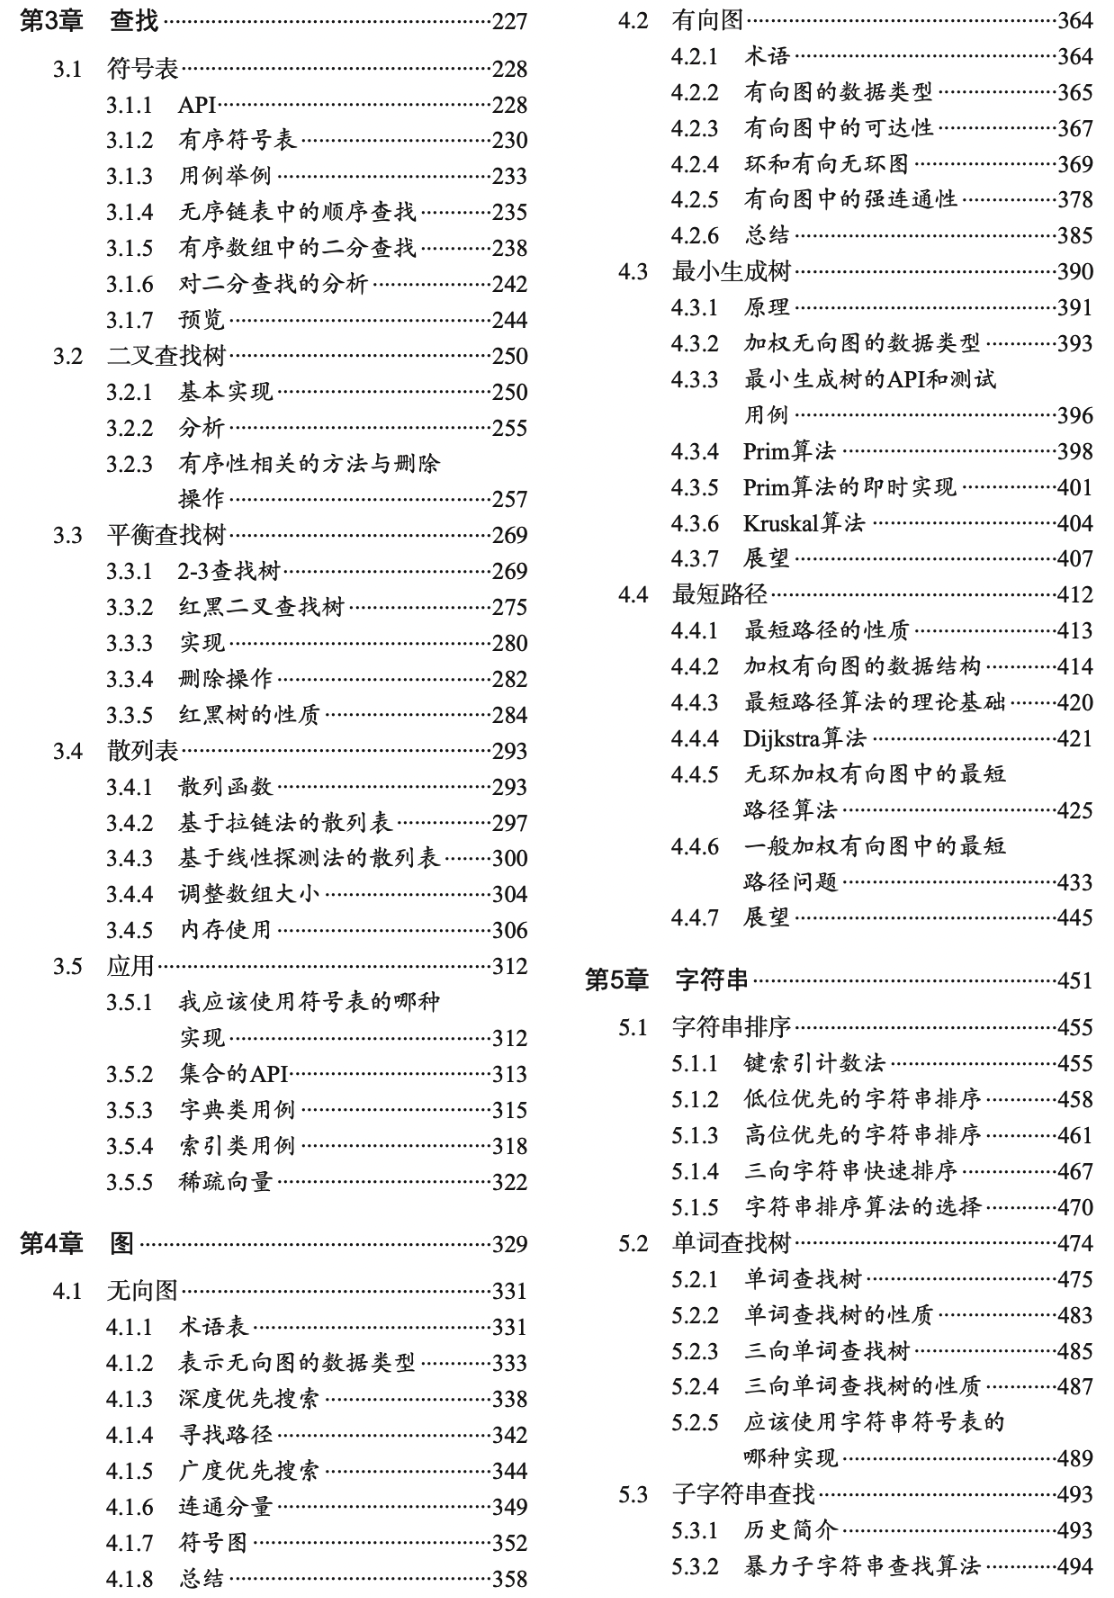 第3章 查找 227
3.1 符号表 228
3.1.1 API 228
3.1.2 有序符号表 230
3.1.3 用例举例 233
3.1.4 无序链表中的顺序查找 235
3.1.5 有序数组中的二分查找 238
3.1.6 对二分查找的分析 242
3.1.7 预览 244
3.2 二叉查找树 250
3.2.1 基本实现 250
3.2.2 分析 255
3.2.3 有序性相关的方法与删除
操作 257
3.3 平衡查找树 269
3.3.1 2-3查找树 269
3.3.2 红黑二叉查找树 275
3.3.3 实现 280
3.3.4 删除操作 282
3.3.5 红黑树的性质 284
3.4 散列表 293
3.4.1 散列函数 293
3.4.2 基于拉链法的散列表 297
3.4.3 基于线性探测法的散列表 300
3.4.4 调整数组大小 304
3.4.5 内存使用 306
3.5 应用 312
3.5.1 我应该使用符号表的哪种
实现 312
3.5.2 集合的API 313
3.5.3 字典类用例 315
3.5.4 索引类用例 318
3.5.5 稀疏向量 322
第4章 图 329
4.1 无向图 331
4.1.1 术语表 331
4.1.2 表示无向图的数据类型 333
4.1.3 深度优先搜索 338
4.1.4 寻找路径 342
4.1.5 广度优先搜索 344
4.1.6 连通分量 349
4.1.7 符号图 352
4.1.8 总结 358
4.2 有向图 364
4.2.1 术语 364
4.2.2 有向图的数据类型 365
4.2.3 有向图中的可达性 367
4.2.4 环和有向无环图 369
4.2.5 有向图中的强连通性 378
4.2.6 总结 385
4.3 最小生成树 390
4.3.1 原理 391
4.3.2 加权无向图的数据类型 393
4.3.3 最小生成树的API和测试
用例 396
4.3.4 Prim算法 398
4.3.5 Prim算法的即时实现 401
4.3.6 Kruskal算法 404
4.3.7 展望 407
4.4 最短路径 412
4.4.1 最短路径的性质 413
4.4.2 加权有向图的数据结构 414
4.4.3 最短路径算法的理论基础 420
4.4.4 Dijkstra算法 421
4.4.5 无环加权有向图中的最短
路径算法 425
4.4.6 一般加权有向图中的最短
路径问题 433
4.4.7 展望 445
第5章 字符串 451
5.1 字符串排序 455
5.1.1 键索引计数法 455
5.1.2 低位优先的字符串排序 458
5.1.3 高位优先的字符串排序 461
5.1.4 三向字符串快速排序 467
5.1.5 字符串排序算法的选择 470
5.2 单词查找树 474
5.2.1 单词查找树 475
5.2.2 单词查找树的性质 483
5.2.3 三向单词查找树 485
5.2.4 三向单词查找树的性质 487
5.2.5 应该使用字符串符号表的
哪种实现 489
5.3 子字符串查找 493
5.3.1 历史简介 493
5.3.2 暴力子字符串查找算法 494